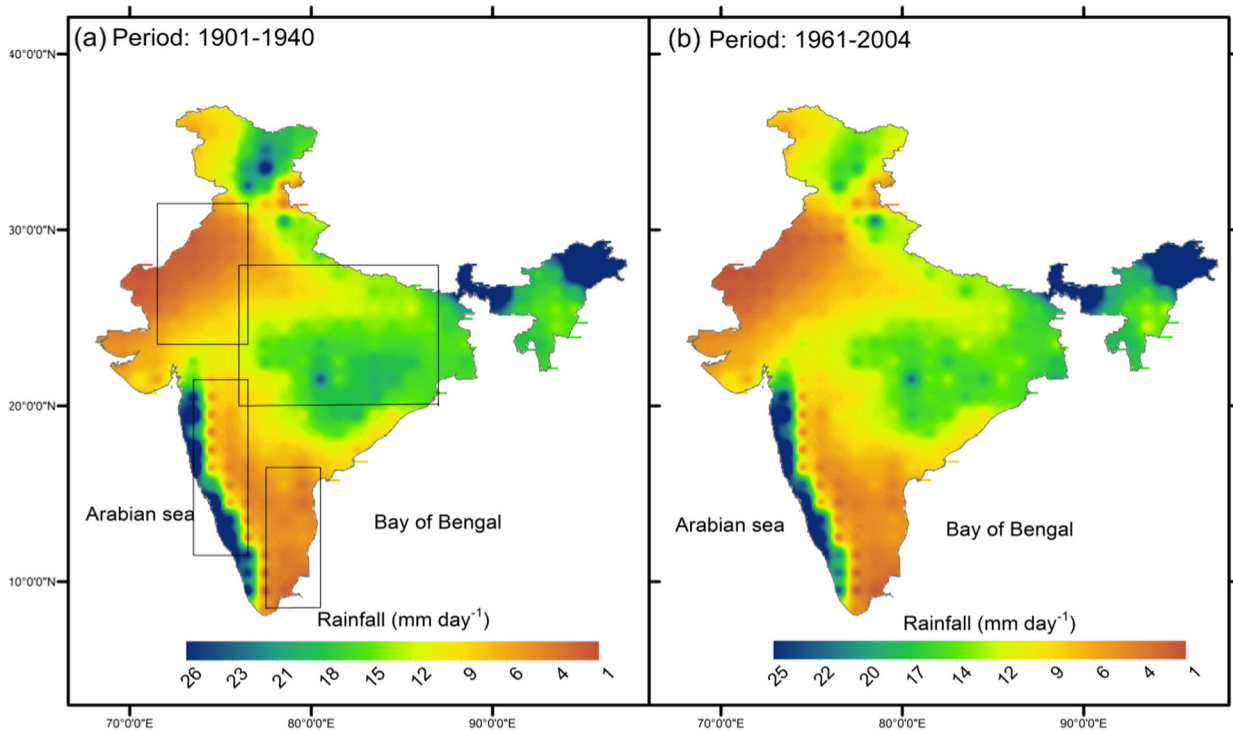 (a) Period: 1901-1940
(b) Period: 1961-2004
40°0'0"N
30°0'0"N
20°0'0"N
10°0'0"N
Arabian sea
Bay of Bengal
Arabian sea
Bay of Bengal
Rainfall (mm day⁻¹)
26 23 21 18 15 12 9 6 4 1
Rainfall (mm day⁻¹)
25 22 20 17 14 12 9 6 4 1
70°0'0"E 80°0'0"E 90°0'0"E
70°0'0"E 80°0'0"E 90°0'0"E